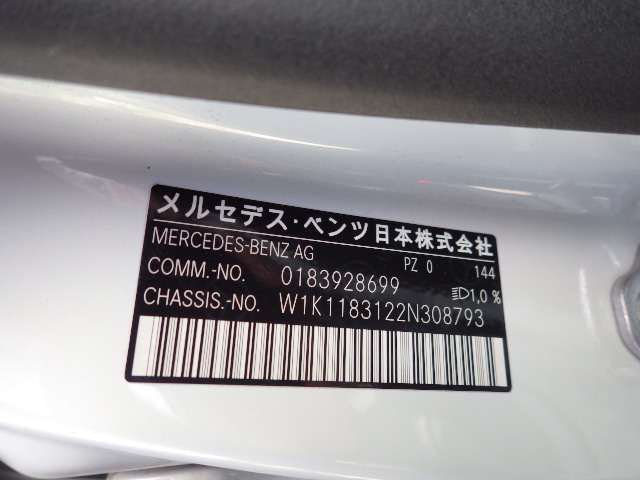 メルセデス・ベンツ日本株式会社
MERCEDES-BENZ AG PZ 0 144
COMM.-NO. 0183928699 1,0 %
CHASSIS.-NO. W1K1183122N308793